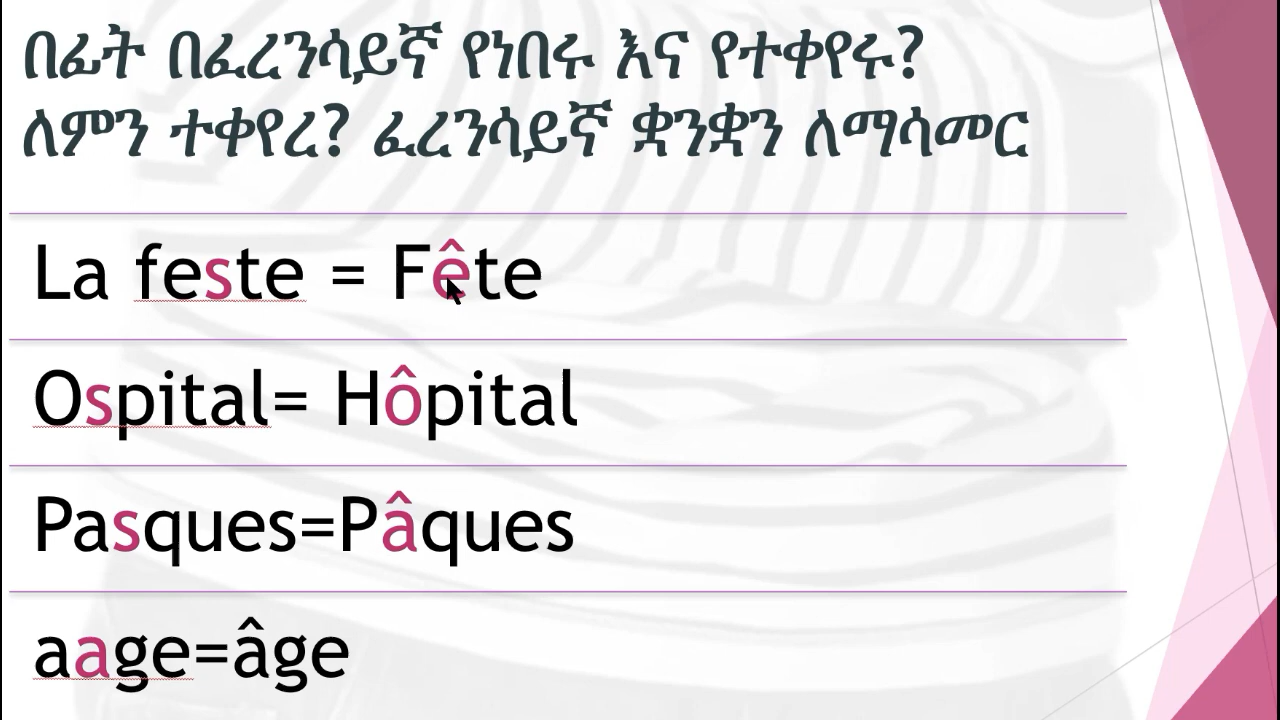 በፊት በፈረንሳይኛ የነበሩ እና የተቀየሩ?
ለምን ተቀየረ? ፈረንሳይኛ ቋንቋን ለማሳመር
La feste = Fête
Ospital= Hôpital
Pasques=Pâques
aage=âge